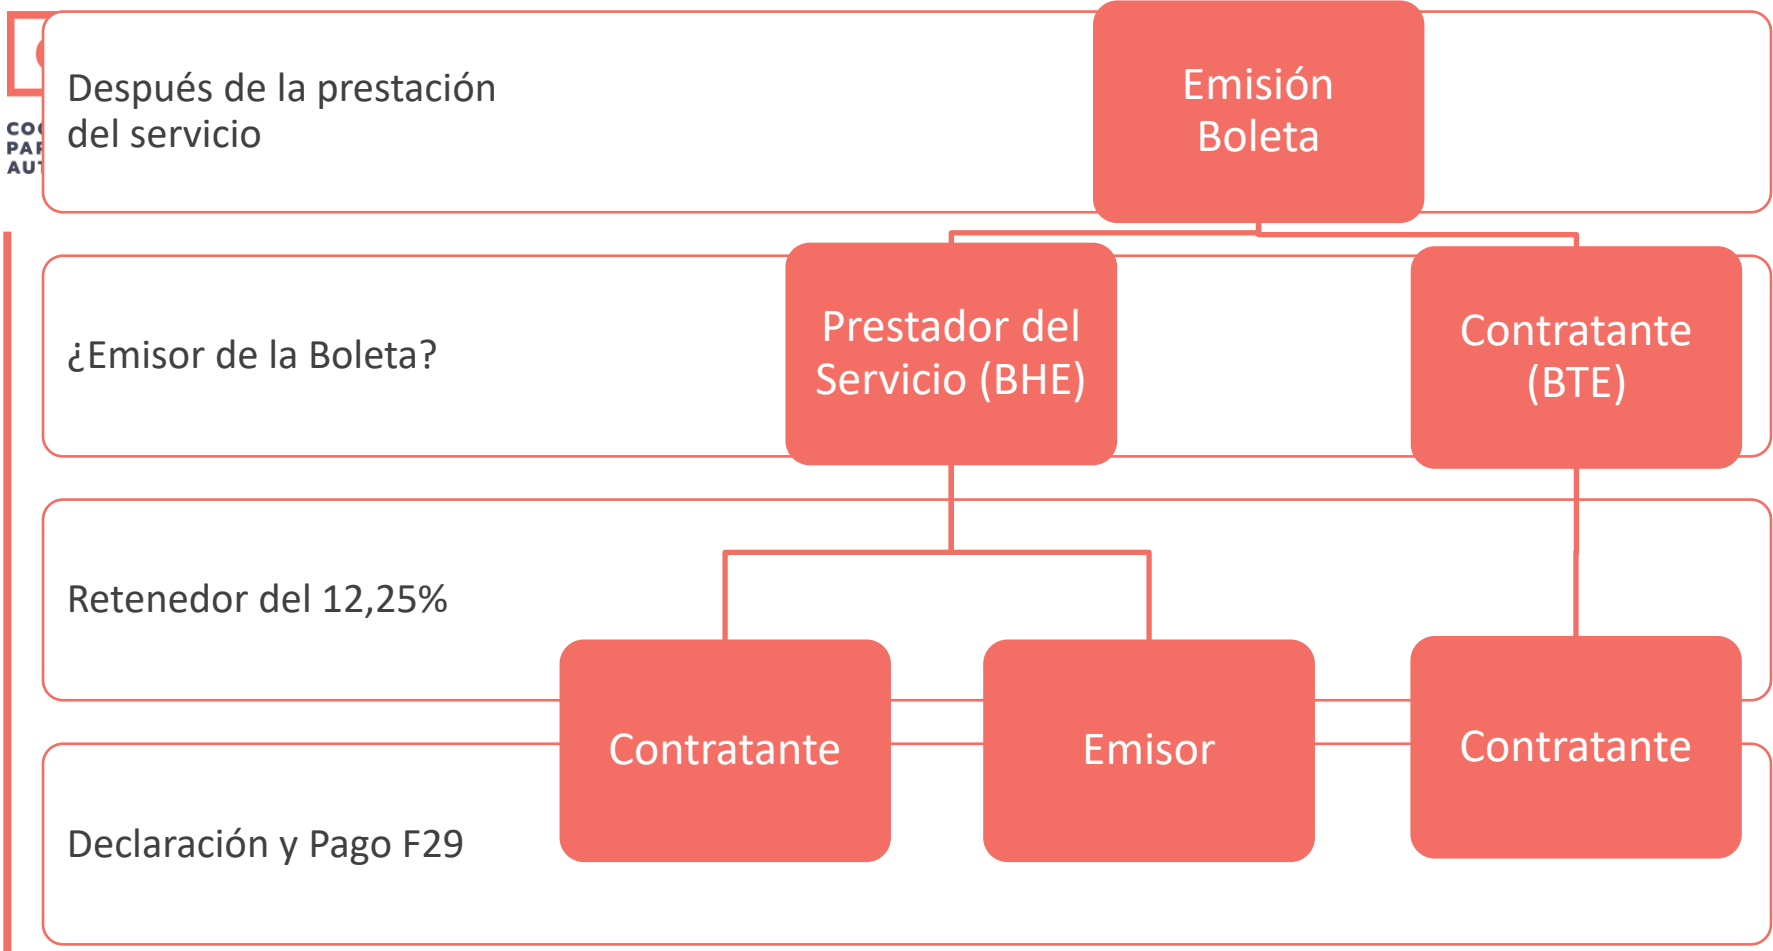 Después de la prestación
del servicio
Emisión
Boleta
¿Emisor de la Boleta?
Prestador del
Servicio (BHE)
Contratante
(BTE)
Retenedor del 12,25%
Contratante
Emisor
Contratante
Declaración y Pago F29